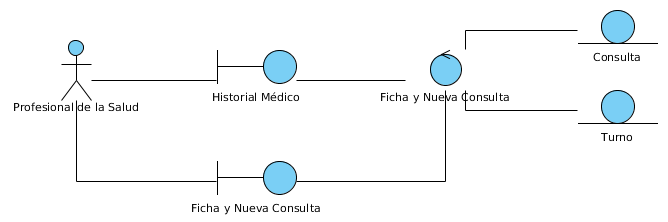 Consulta
Profesional de la Salud
Historial Médico
Ficha y Nueva Consulta
Turno
Ficha y Nueva Consulta